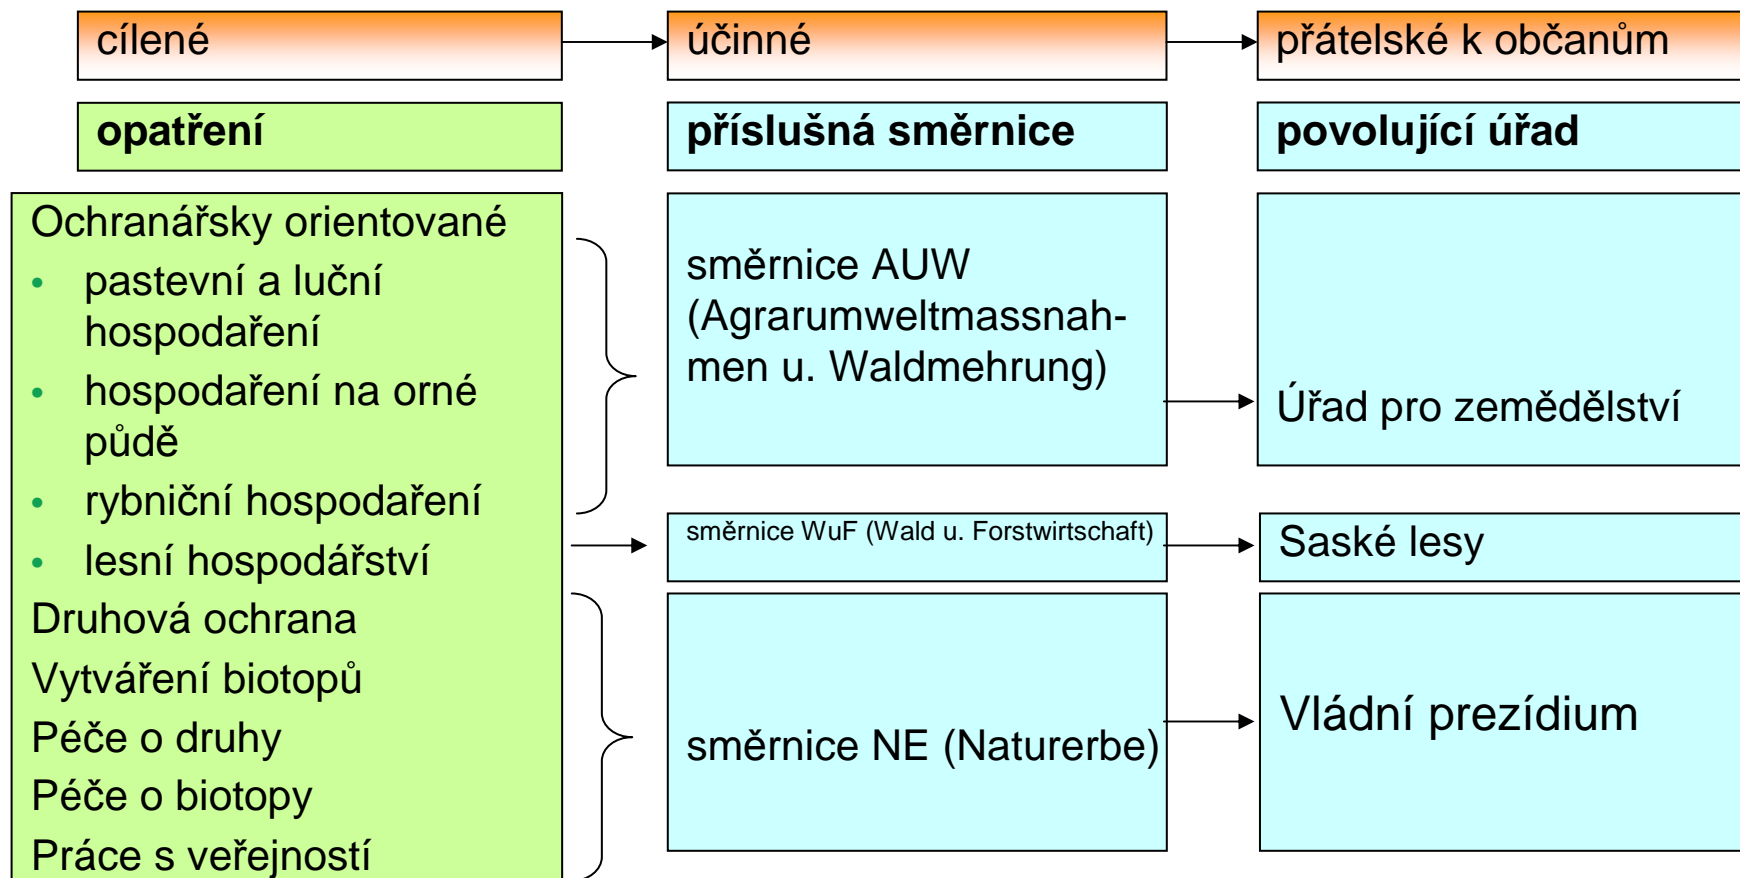 cílené
účinné
přátelské k občanům
opatření
příslušná směrnice
povolující úřad
Ochranářsky orientované
• pastevní a luční
hospodaření
• hospodaření na orné
půdě
• rybniční hospodaření
• lesní hospodářství
Druhová ochrana
Vytváření biotopů
Péče o druhy
Péče o biotopy
Práce s veřejností
směrnice AUW
(Agrarumweltmassnah-
men u. Waldmehrung)
Úřad pro zemědělství
směrnice WuF (Wald u. Forstwirtschaft)
Saské lesy
směrnice NE (Naturerbe)
Vládní prezídium